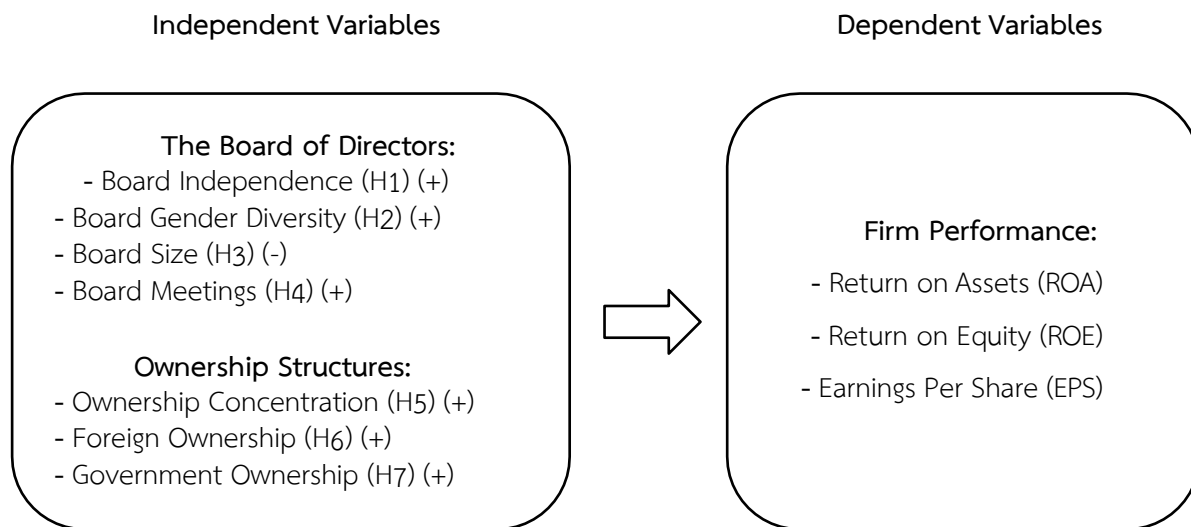 Independent Variables
Dependent Variables
The Board of Directors:
- Board Independence (H1) (+)
- Board Gender Diversity (H2) (+)
- Board Size (H3) (-)
- Board Meetings (H4) (+)
Ownership Structures:
- Ownership Concentration (H5) (+)
- Foreign Ownership (H6) (+)
- Government Ownership (H7) (+)
Firm Performance:
- Return on Assets (ROA)
- Return on Equity (ROE)
- Earnings Per Share (EPS)